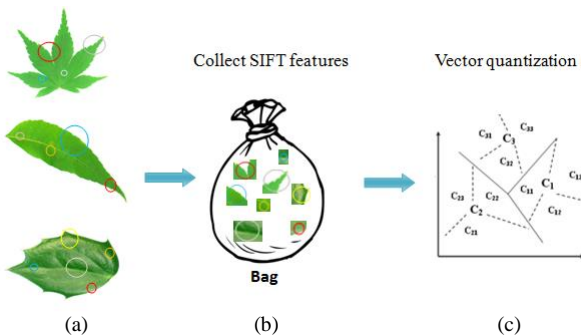 Collect SIFT features
Vector quantization
C₃₁
C₃₃
C₃
C₃₂
C₁₁
C₁
C₁₂
C₂₃
C₂₂
C₂
C₂₁
Bag
(a)
(b)
(c)